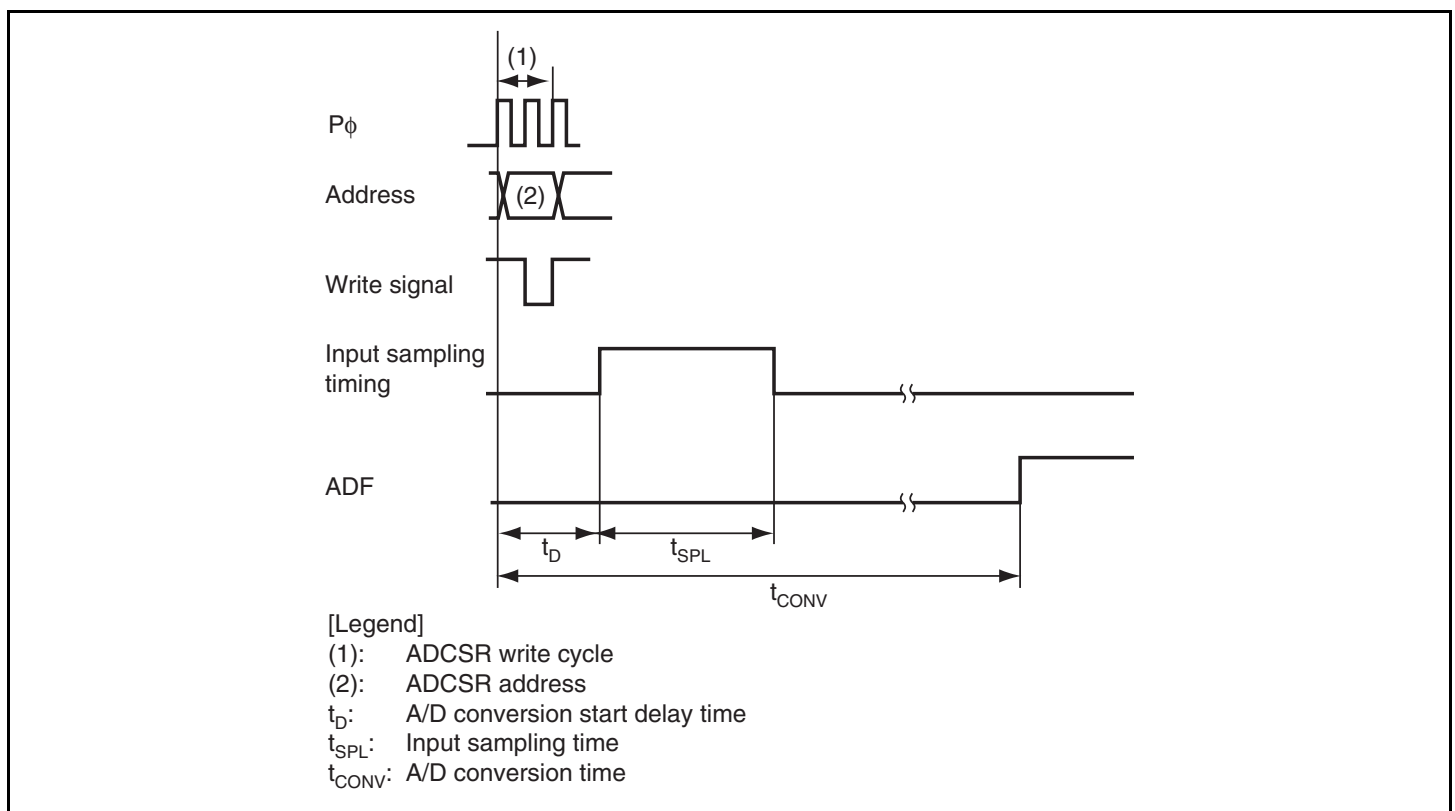 (1)
Pϕ
Address
(2)
Write signal
Input sampling
timing
ADF
tD
tSPL
tCONV
[Legend]
(1): ADCSR write cycle
(2): ADCSR address
tD: A/D conversion start delay time
tSPL: Input sampling time
tCONV: A/D conversion time